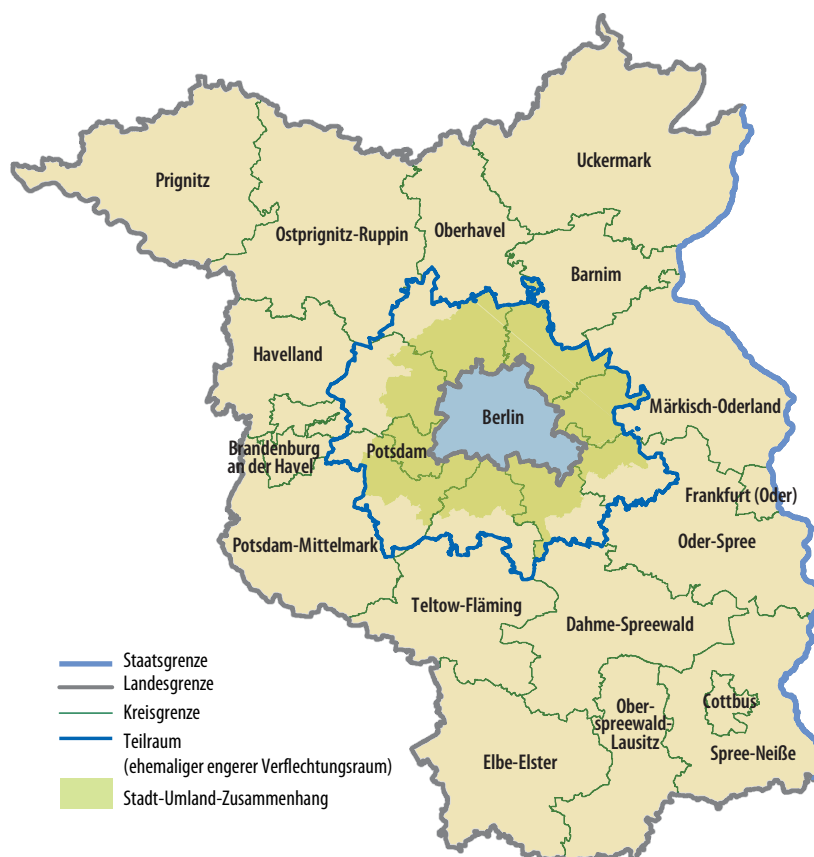 Uckermark
Prignitz
Ostprignitz-Ruppin
Oberhavel
Barnim
Havelland
Märkisch-Oderland
Berlin
Brandenburg
an der Havel
Potsdam
Frankfurt (Oder)
Potsdam-Mittelmark
Oder-Spree
Teltow-Fläming
Dahme-Spreewald
Staatsgrenze
Landesgrenze
Kreisgrenze
Teilraum
(ehemaliger engerer Verflechtungsraum)
Stadt-Umland-Zusammenhang
Cottbus
Ober-
spreewald-
Lausitz
Spree-Neiße
Elbe-Elster